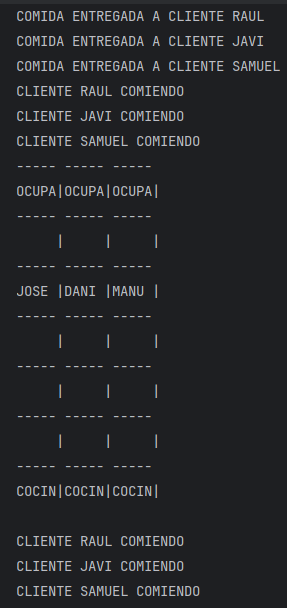 COMIDA ENTREGADA A CLIENTE RAUL
COMIDA ENTREGADA A CLIENTE JAVI
COMIDA ENTREGADA A CLIENTE SAMUEL
CLIENTE RAUL COMIENDO
CLIENTE JAVI COMIENDO
CLIENTE SAMUEL COMIENDO
----- ----- -----
OCUPA|OCUPA|OCUPA|
----- ----- -----
     |     |     |
----- ----- -----
JOSE |DANI |MANU |
----- ----- -----
     |     |     |
----- ----- -----
     |     |     |
----- ----- -----
     |     |     |
----- ----- -----
COCIN|COCIN|COCIN|

CLIENTE RAUL COMIENDO
CLIENTE JAVI COMIENDO
CLIENTE SAMUEL COMIENDO